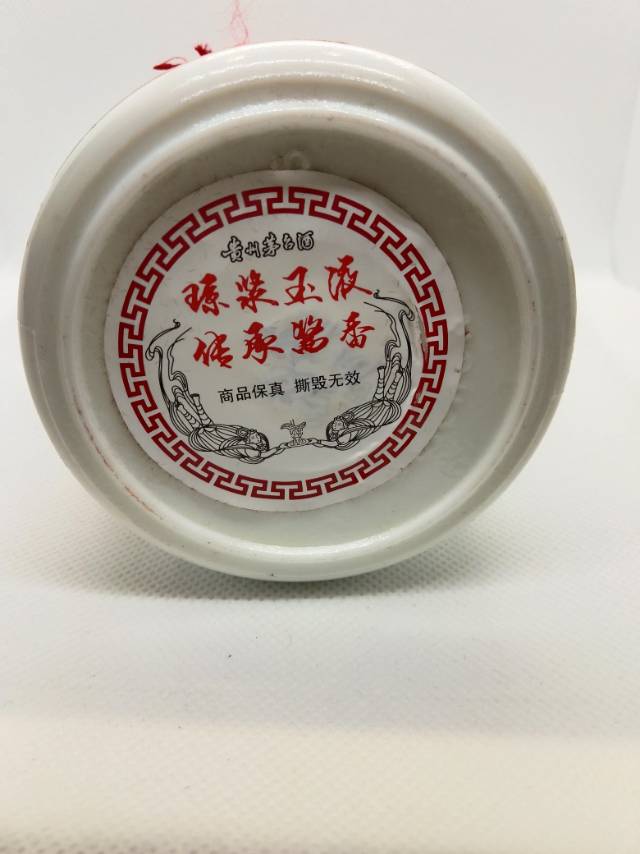 贵州茅台酒
琼浆玉液
传承酱香
商品保真 撕毁无效